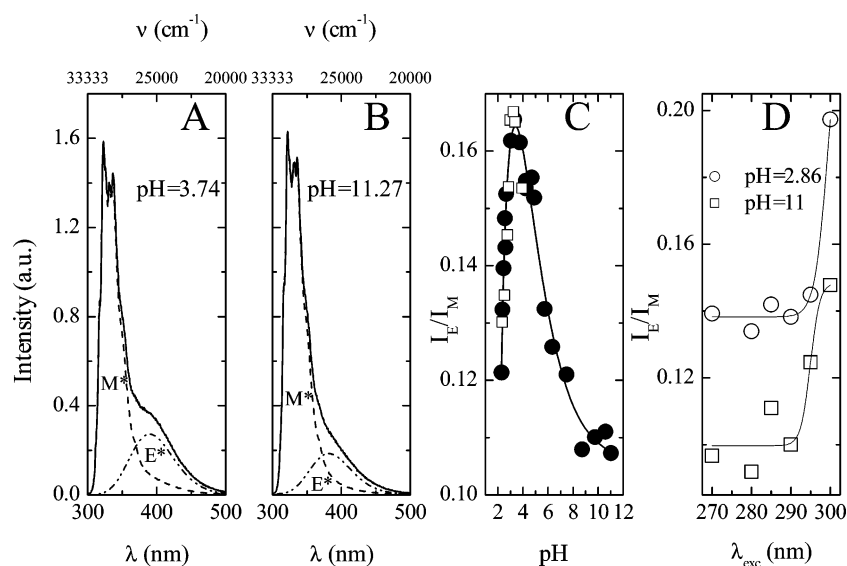 ν (cm⁻¹) ν (cm⁻¹)
33333 25000 20000 33333 25000 20000
A B C D
pH=3.74 pH=11.27
pH=2.86
pH=11
Intensity (a.u.)
1.6
1.2
0.8
0.4
0.0
M* E*
M* E*
I_E/I_M
0.16
0.14
0.12
0.10
I_E/I_M
0.20
0.16
0.12
300 400 500 300 400 500 2 4 6 8 10 12 270 280 290 300
λ (nm) λ (nm) pH λ_exc (nm)